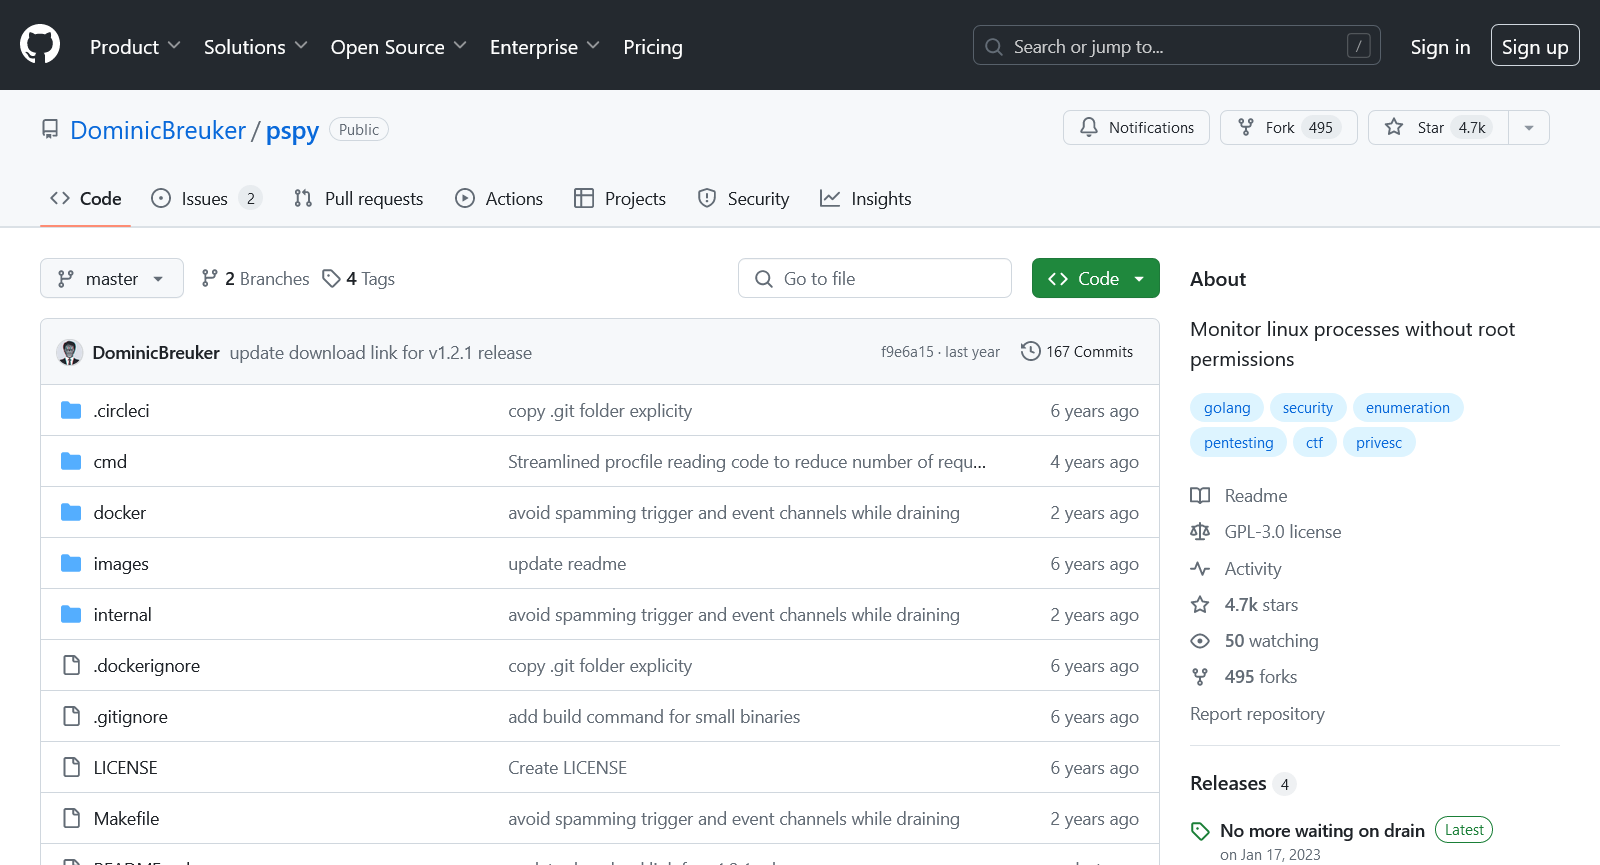 Product Solutions Open Source Enterprise Pricing Search or jump to... / Sign in Sign up
DominicBreuker / pspy Public Notifications Fork 495 Star 4.7k
Code Issues 2 Pull requests Actions Projects Security Insights
master 2 Branches 4 Tags Go to file Code
DominicBreuker update download link for v1.2.1 release f9e6a15 · last year 167 Commits
.circleci copy .git folder explicity 6 years ago
cmd Streamlined procfile reading code to reduce number of requ... 4 years ago
docker avoid spamming trigger and event channels while draining 2 years ago
images update readme 6 years ago
internal avoid spamming trigger and event channels while draining 2 years ago
.dockerignore copy .git folder explicity 6 years ago
.gitignore add build command for small binaries 6 years ago
LICENSE Create LICENSE 6 years ago
Makefile avoid spamming trigger and event channels while draining 2 years ago
About
Monitor linux processes without root
permissions
golang security enumeration
pentesting ctf privesc
Readme
GPL-3.0 license
Activity
4.7k stars
50 watching
495 forks
Report repository
Releases 4
No more waiting on drain Latest
on Jan 17, 2023